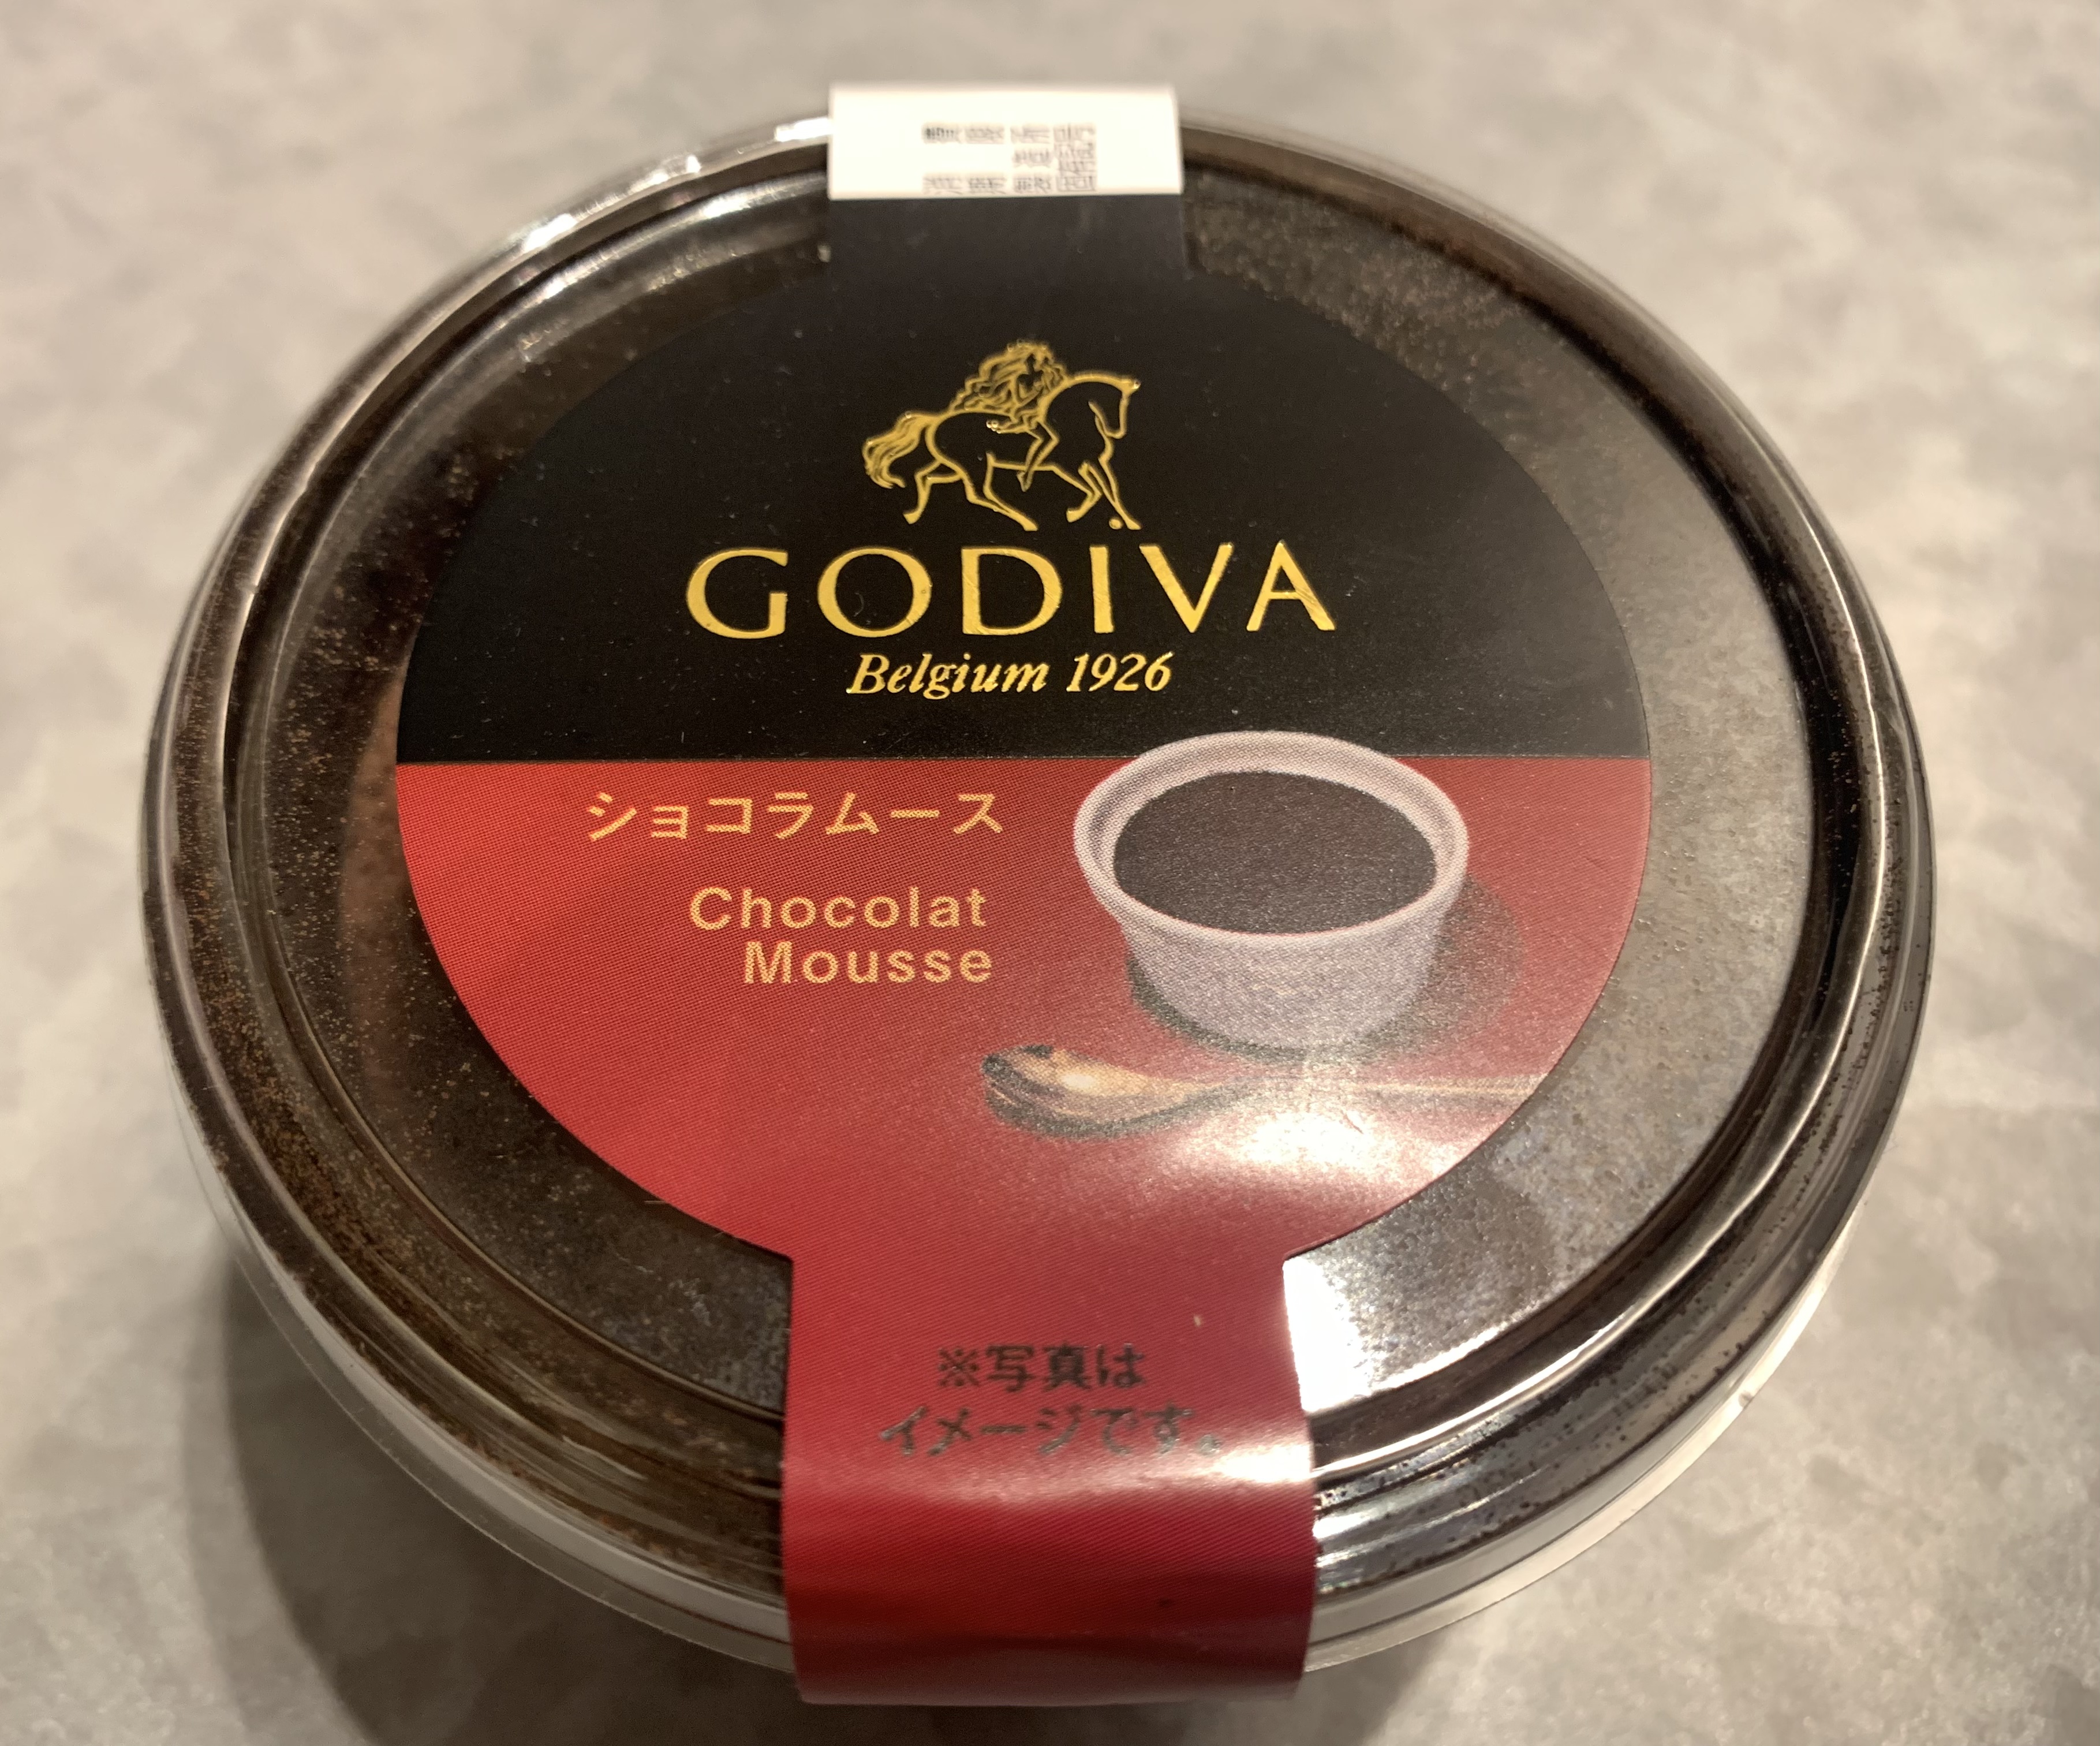 GODIVA
Belgium 1926
ショコラムース
Chocolat
Mousse
※写真は
イメージです。